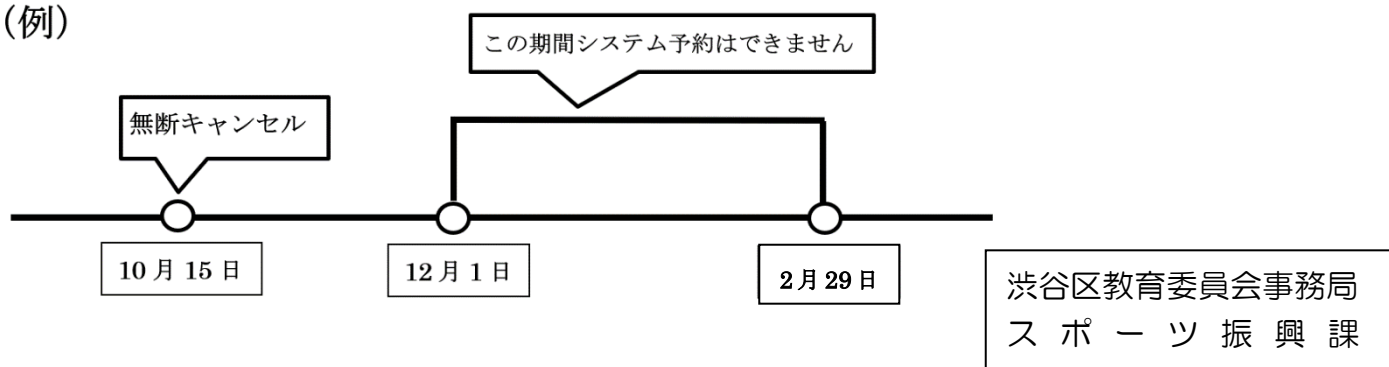 (例)
この期間システム予約はできません
無断キャンセル
10月15日
12月1日
2月29日
渋谷区教育委員会事務局
スポーツ振興課